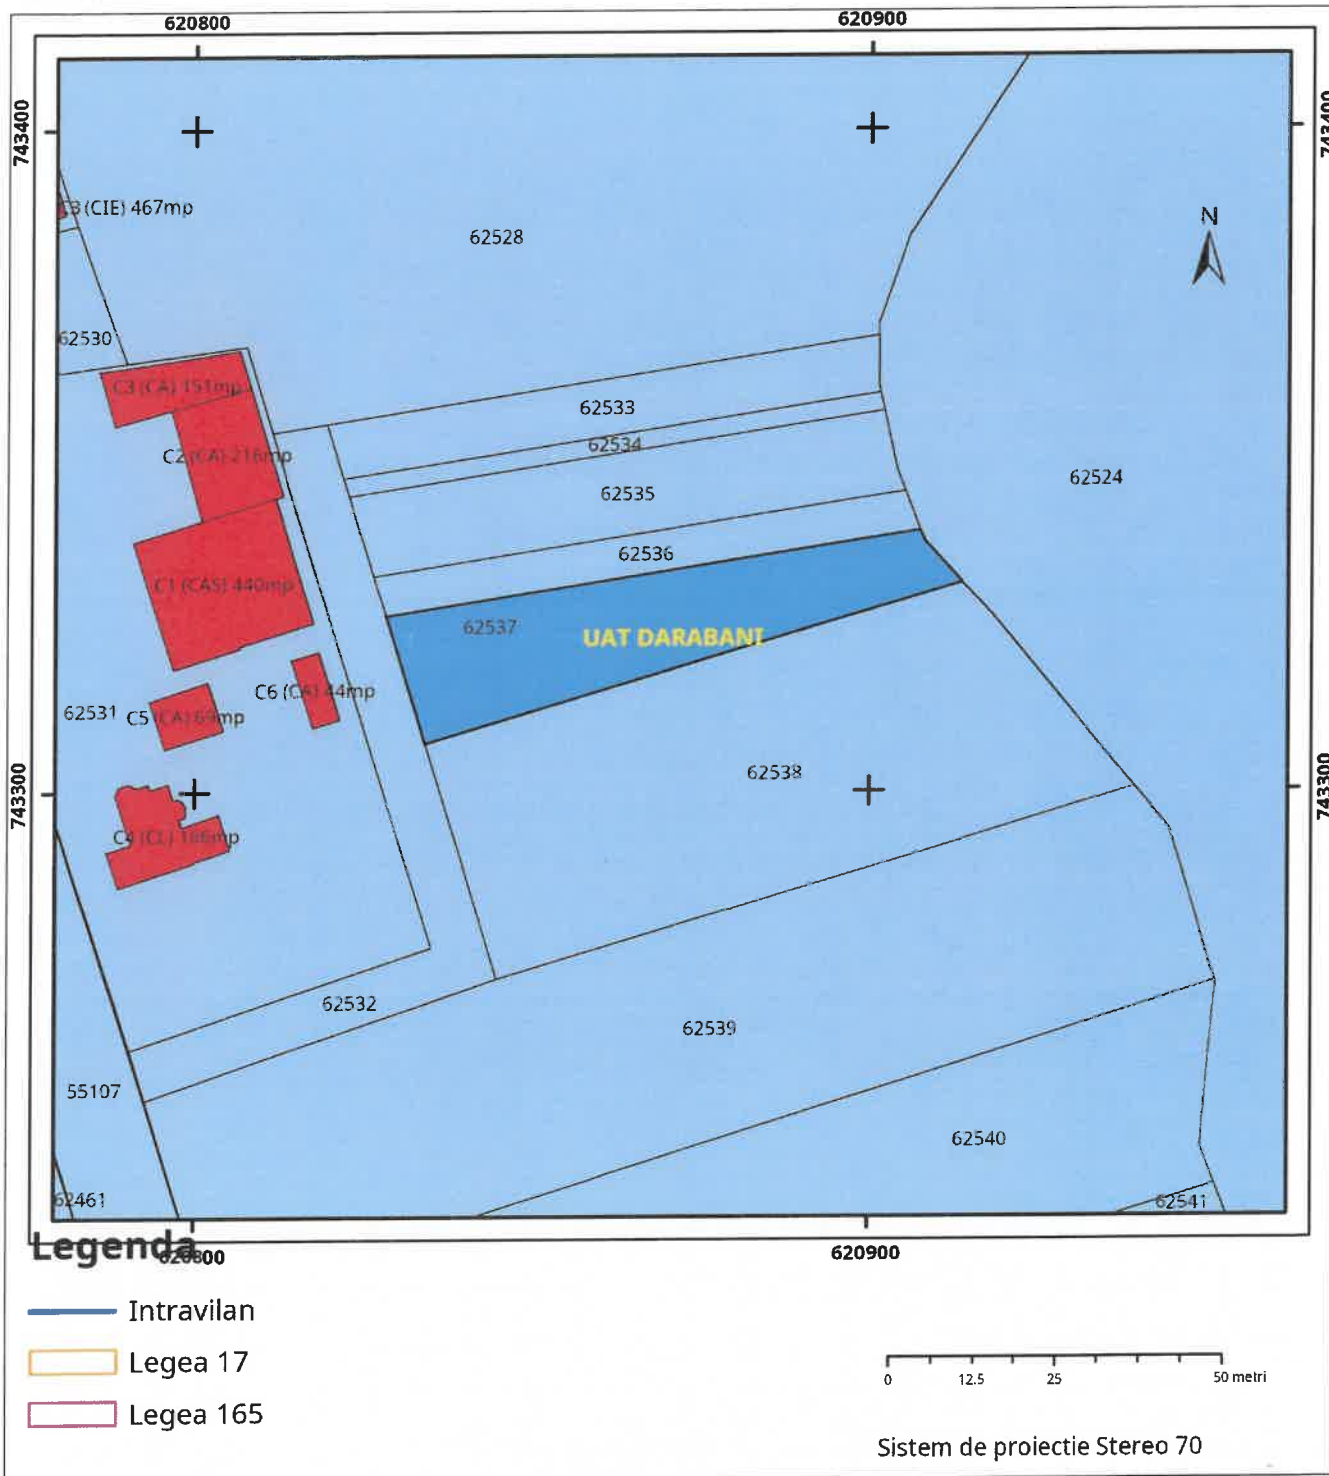 620800
620900
743400
743400
C3 (CIE) 467mp
62528
N
62530
C3 (CA) 151mp
62533
62534
C2 (CA) 216mp
62524
62535
62536
C1 (CAS) 440mp
62537
UAT DARABANI
C6 (CA) 44mp
62531
C5 (CA) 69mp
62538
743300
743300
C4 (CL) 166mp
62532
62539
55107
62540
62461
62541
Legenda
620800
620900
Intravilan
Legea 17
Legea 165
0
12.5
25
50 metri
Sistem de proiectie Stereo 70